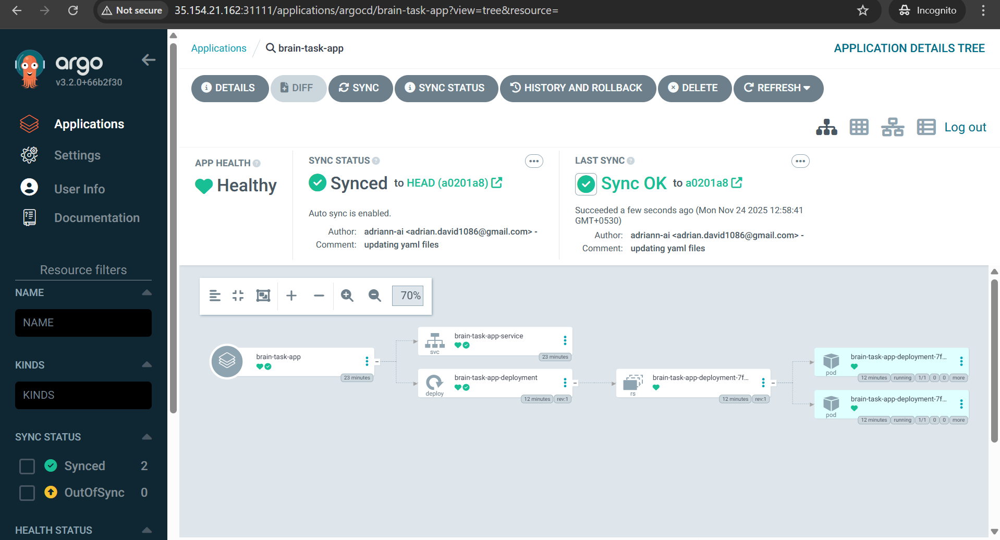 Not secure
35.154.21.162:31111/applications/argocd/brain-task-app?view=tree&resource=
Incognito
argo
v3.2.0+66b2f30
Applications
Settings
User Info
Documentation
Resource filters
NAME
NAME
KINDS
KINDS
SYNC STATUS
Synced 2
OutOfSync 0
HEALTH STATUS
Applications / brain-task-app
APPLICATION DETAILS TREE
DETAILS DIFF SYNC SYNC STATUS HISTORY AND ROLLBACK DELETE REFRESH
Log out
APP HEALTH ?
Healthy
SYNC STATUS ?
Synced to HEAD (a0201a8)
Auto sync is enabled.
Author: adriann-ai <adrian.david1086@gmail.com> -
Comment: updating yaml files
LAST SYNC ?
Sync OK to a0201a8
Succeeded a few seconds ago (Mon Nov 24 2025 12:58:41
GMT+0530)
Author: adriann-ai <adrian.david1086@gmail.com> -
Comment: updating yaml files
70%
brain-task-app
23 minutes
brain-task-app-service
svc
23 minutes
brain-task-app-deployment
deploy
12 minutes rev:1
brain-task-app-deployment-7f...
rs
12 minutes rev:1
brain-task-app-deployment-7f...
pod
12 minutes running 1/1 0 0 more
brain-task-app-deployment-7f...
pod
12 minutes running 1/1 0 0 more